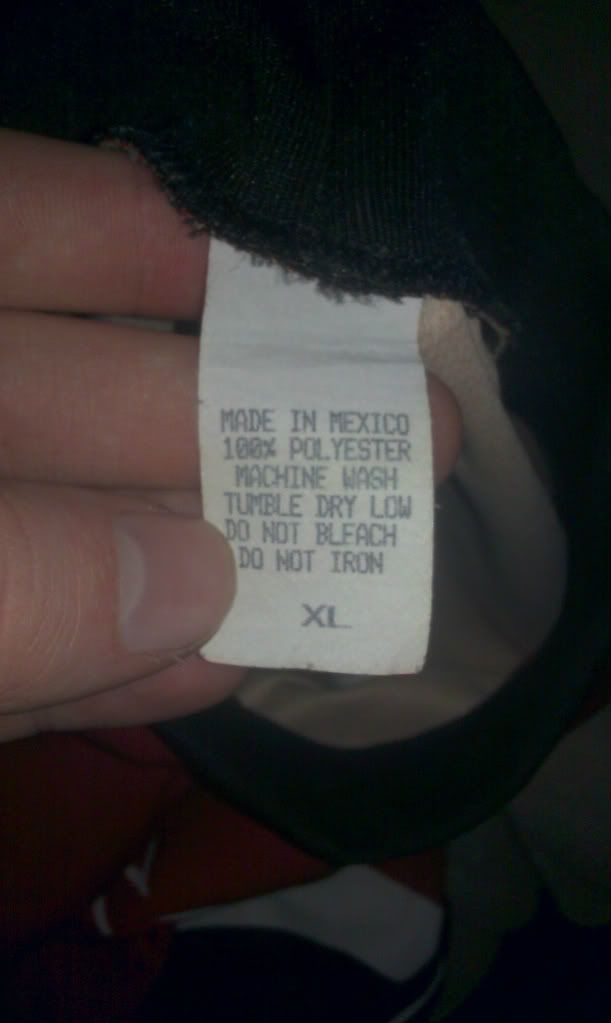 MADE IN MEXICO
100% POLYESTER
MACHINE WASH
TUMBLE DRY LOW
DO NOT BLEACH
DO NOT IRON
XL